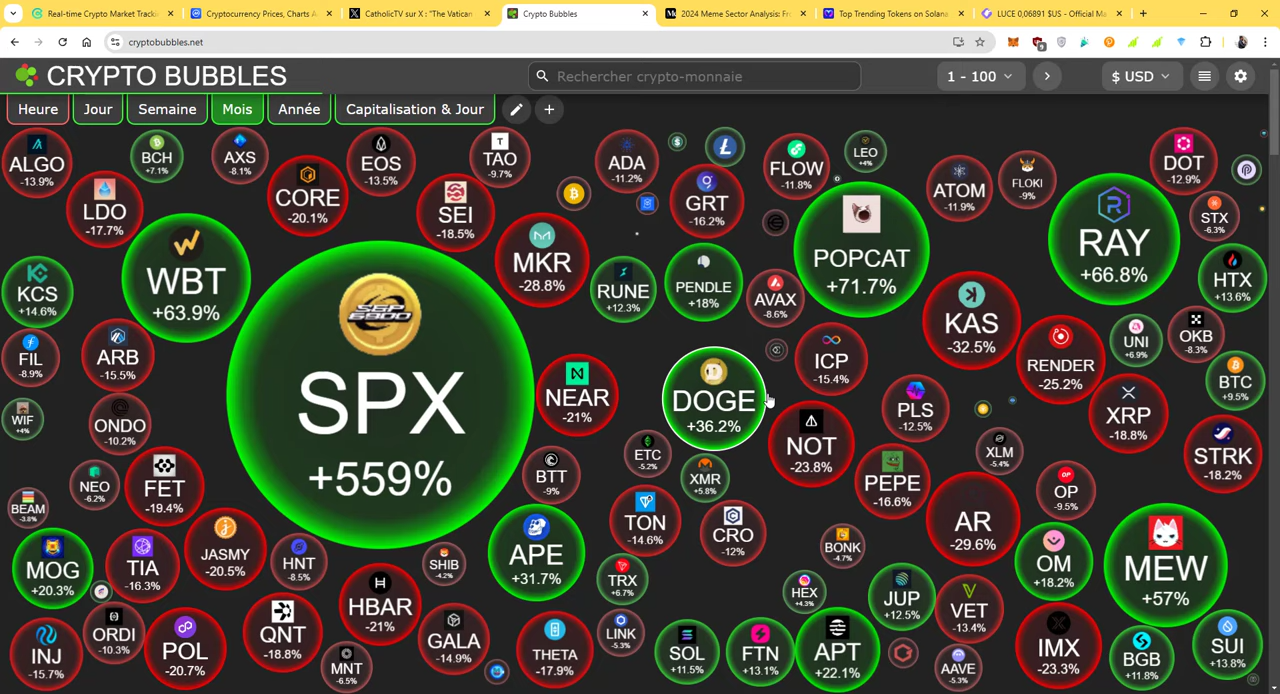 Real-time Crypto Market Tracki
Cryptocurrency Prices, Charts A
CatholicTV sur X : "The Vatican
Crypto Bubbles
2024 Meme Sector Analysis: Fro
Top Trending Tokens on Solana
LUCE 0,06891 $US - Official Ma
cryptobubbles.net
9
CRYPTO BUBBLES
Rechercher crypto-monnaie
1 - 100
$ USD
Heure
Jour
Semaine
Mois
Année
Capitalisation & Jour
ALGO
-13.9%
BCH
+7.1%
AXS
-8.1%
EOS
-13.5%
TAO
-9.7%
ADA
-11.2%
FLOW
-11.8%
LEO
+4%
DOT
-12.9%
LDO
-17.7%
CORE
-20.1%
SEI
-18.5%
GRT
-16.2%
ATOM
-11.9%
FLOKI
-9%
STX
-6.3%
WBT
+63.9%
MKR
-28.8%
POPCAT
+71.7%
RAY
+66.8%
KCS
+14.6%
SPX
+559%
RUNE
+12.3%
PENDLE
+18%
AVAX
-8.6%
HTX
+13.6%
FIL
-8.9%
ARB
-15.5%
ICP
-15.4%
KAS
-32.5%
RENDER
-25.2%
UNI
+6.9%
OKB
-8.3%
BTC
+9.5%
WIF
+4%
ONDO
-10.2%
NEAR
-21%
DOGE
+36.2%
PLS
-12.5%
XRP
-18.8%
NEO
-6.2%
FET
-19.4%
BTT
-9%
ETC
-5.2%
XMR
+5.8%
NOT
-23.8%
PEPE
-16.6%
XLM
-5.4%
OP
-9.5%
STRK
-18.2%
BEAM
-3.8%
TON
-14.6%
CRO
-12%
AR
-29.6%
MOG
+20.3%
TIA
-16.3%
JASMY
-20.5%
HNT
-8.5%
SHIB
-4.2%
APE
+31.7%
TRX
+6.7%
BONK
-4.7%
OM
+18.2%
MEW
+57%
INJ
-15.7%
ORDI
-10.3%
POL
-20.7%
QNT
-18.8%
HBAR
-21%
MNT
-6.5%
GALA
-14.9%
THETA
-17.9%
LINK
-5.3%
SOL
+11.5%
FTN
+13.1%
HEX
+4.3%
APT
+22.1%
JUP
+12.5%
VET
-13.4%
AAVE
-5.3%
IMX
-23.3%
BGB
+11.8%
SUI
+13.8%